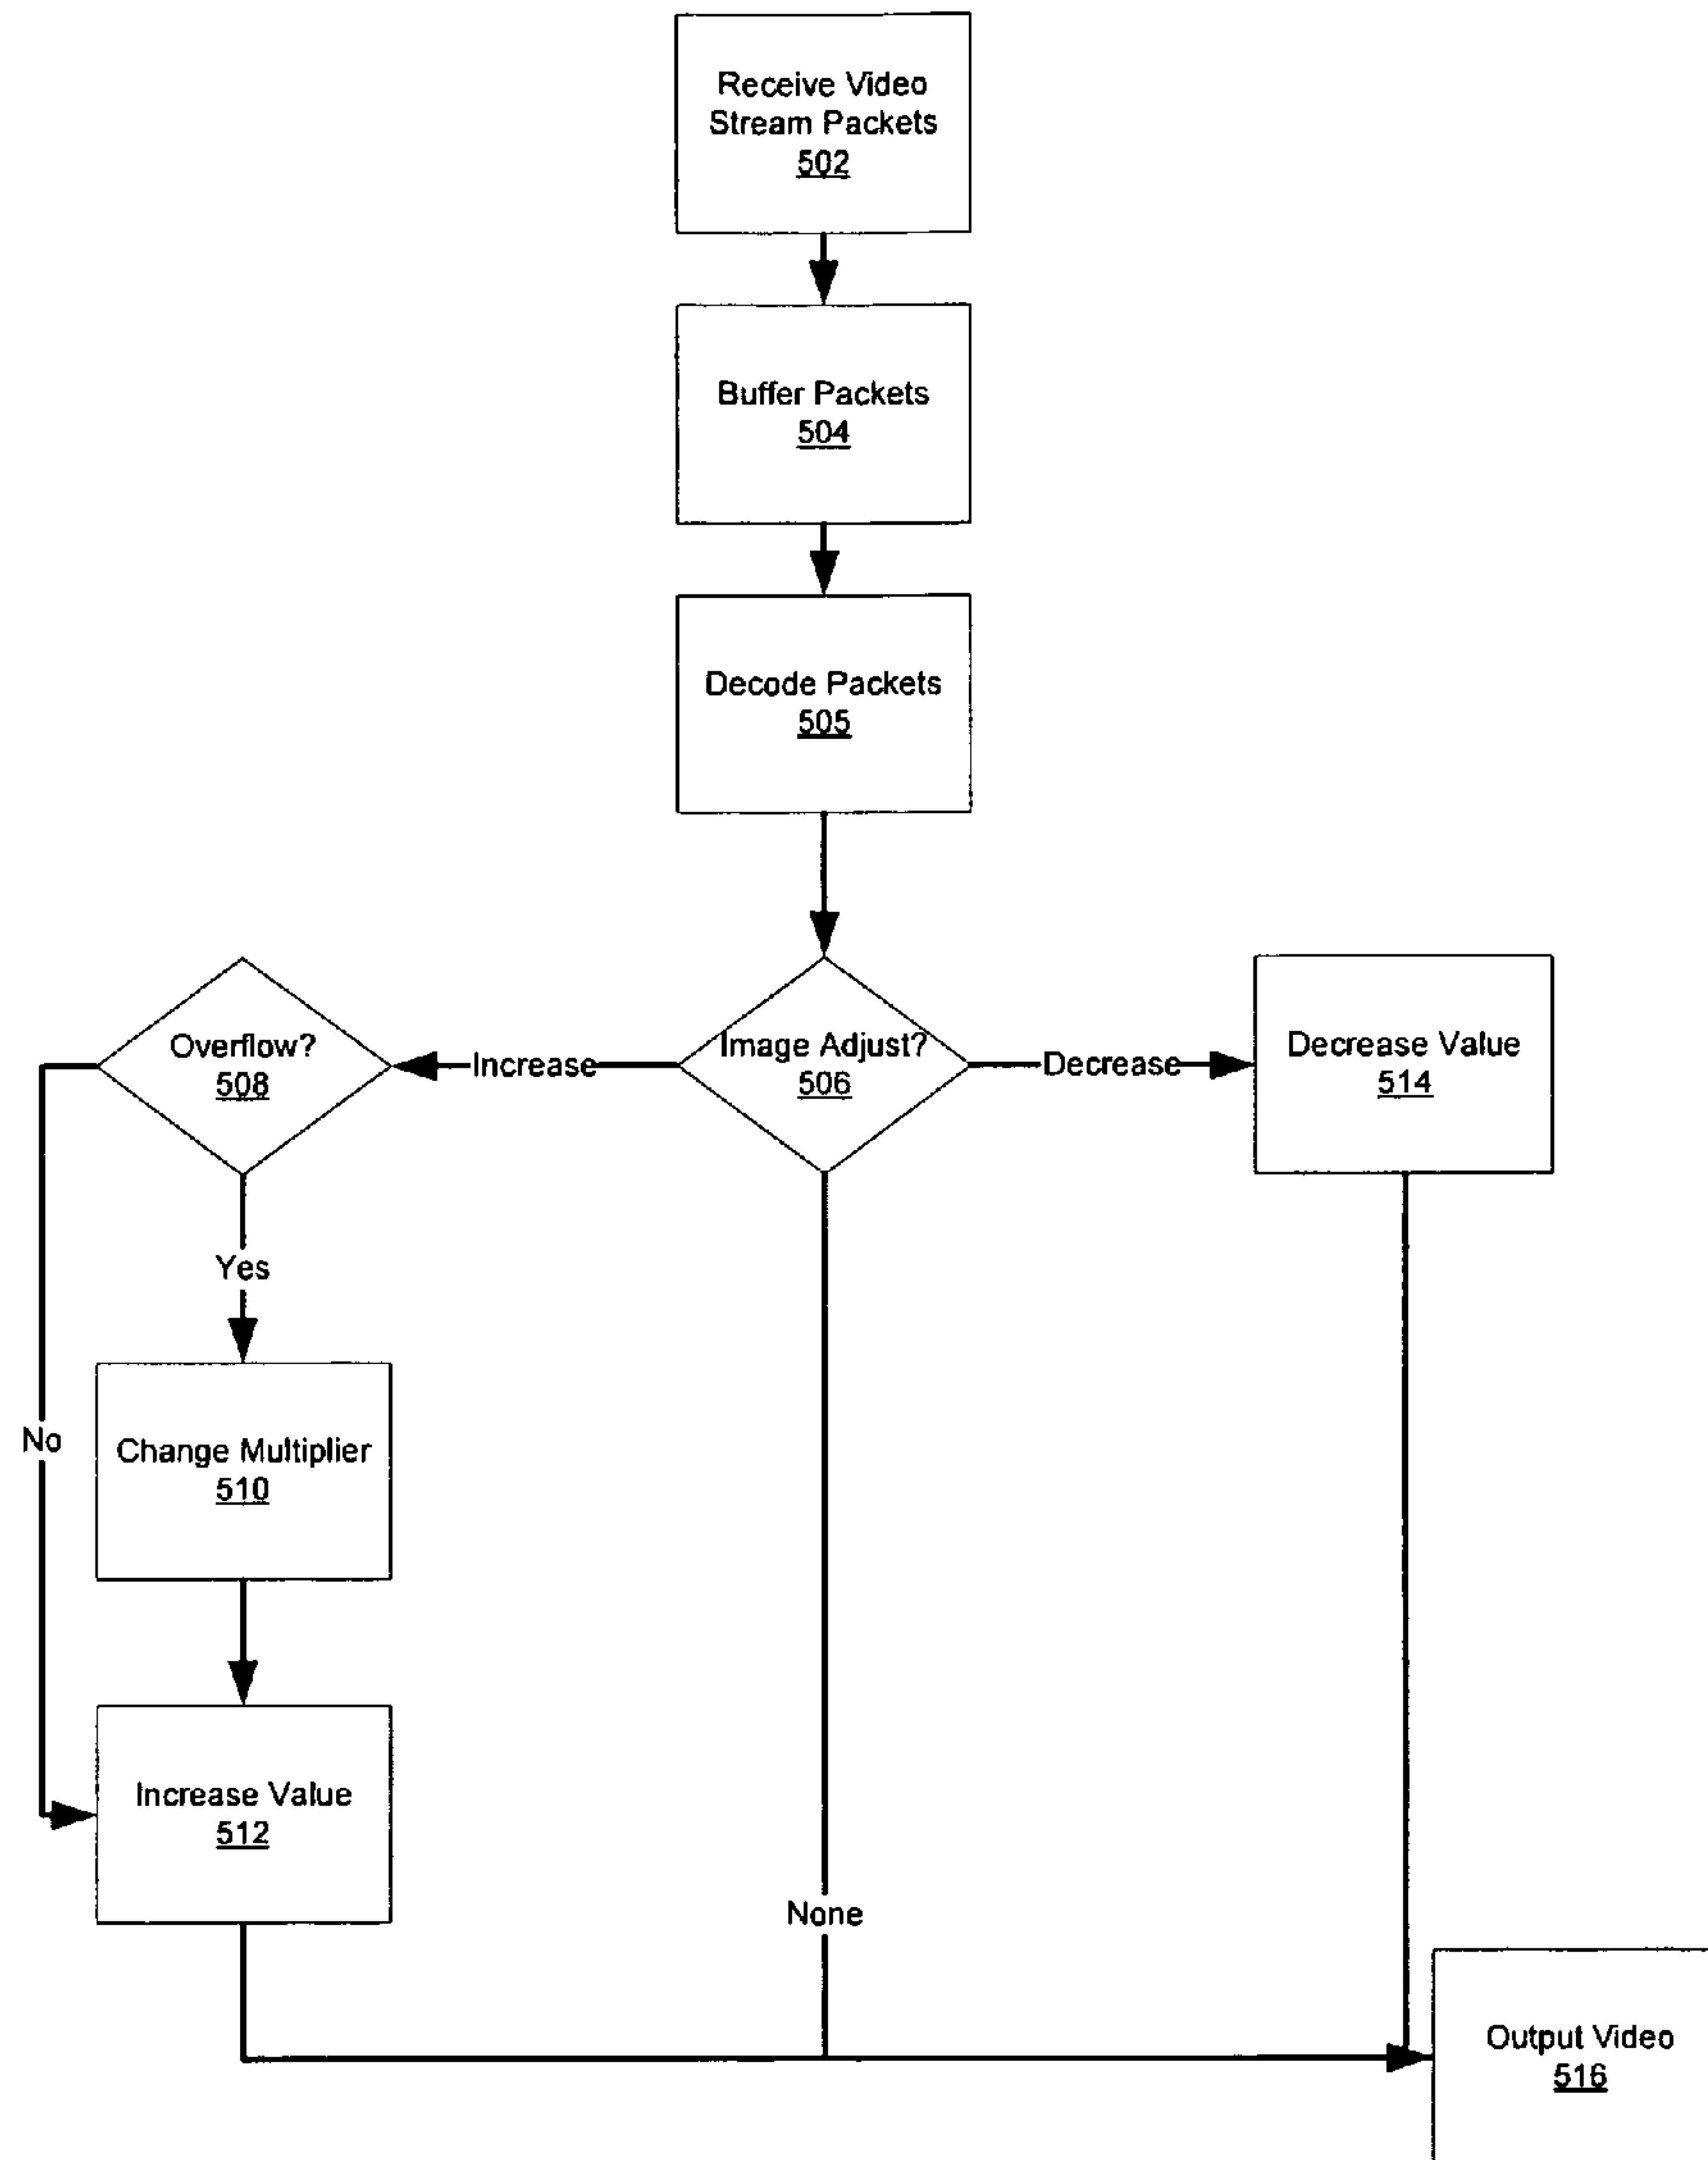 Receive Video
Stream Packets
502
Buffer Packets
504
Decode Packets
505
Overflow?
508
Increase
Image Adjust?
506
Decrease
Decrease Value
514
Yes
No
Change Multiplier
510
Increase Value
512
None
Output Video
516